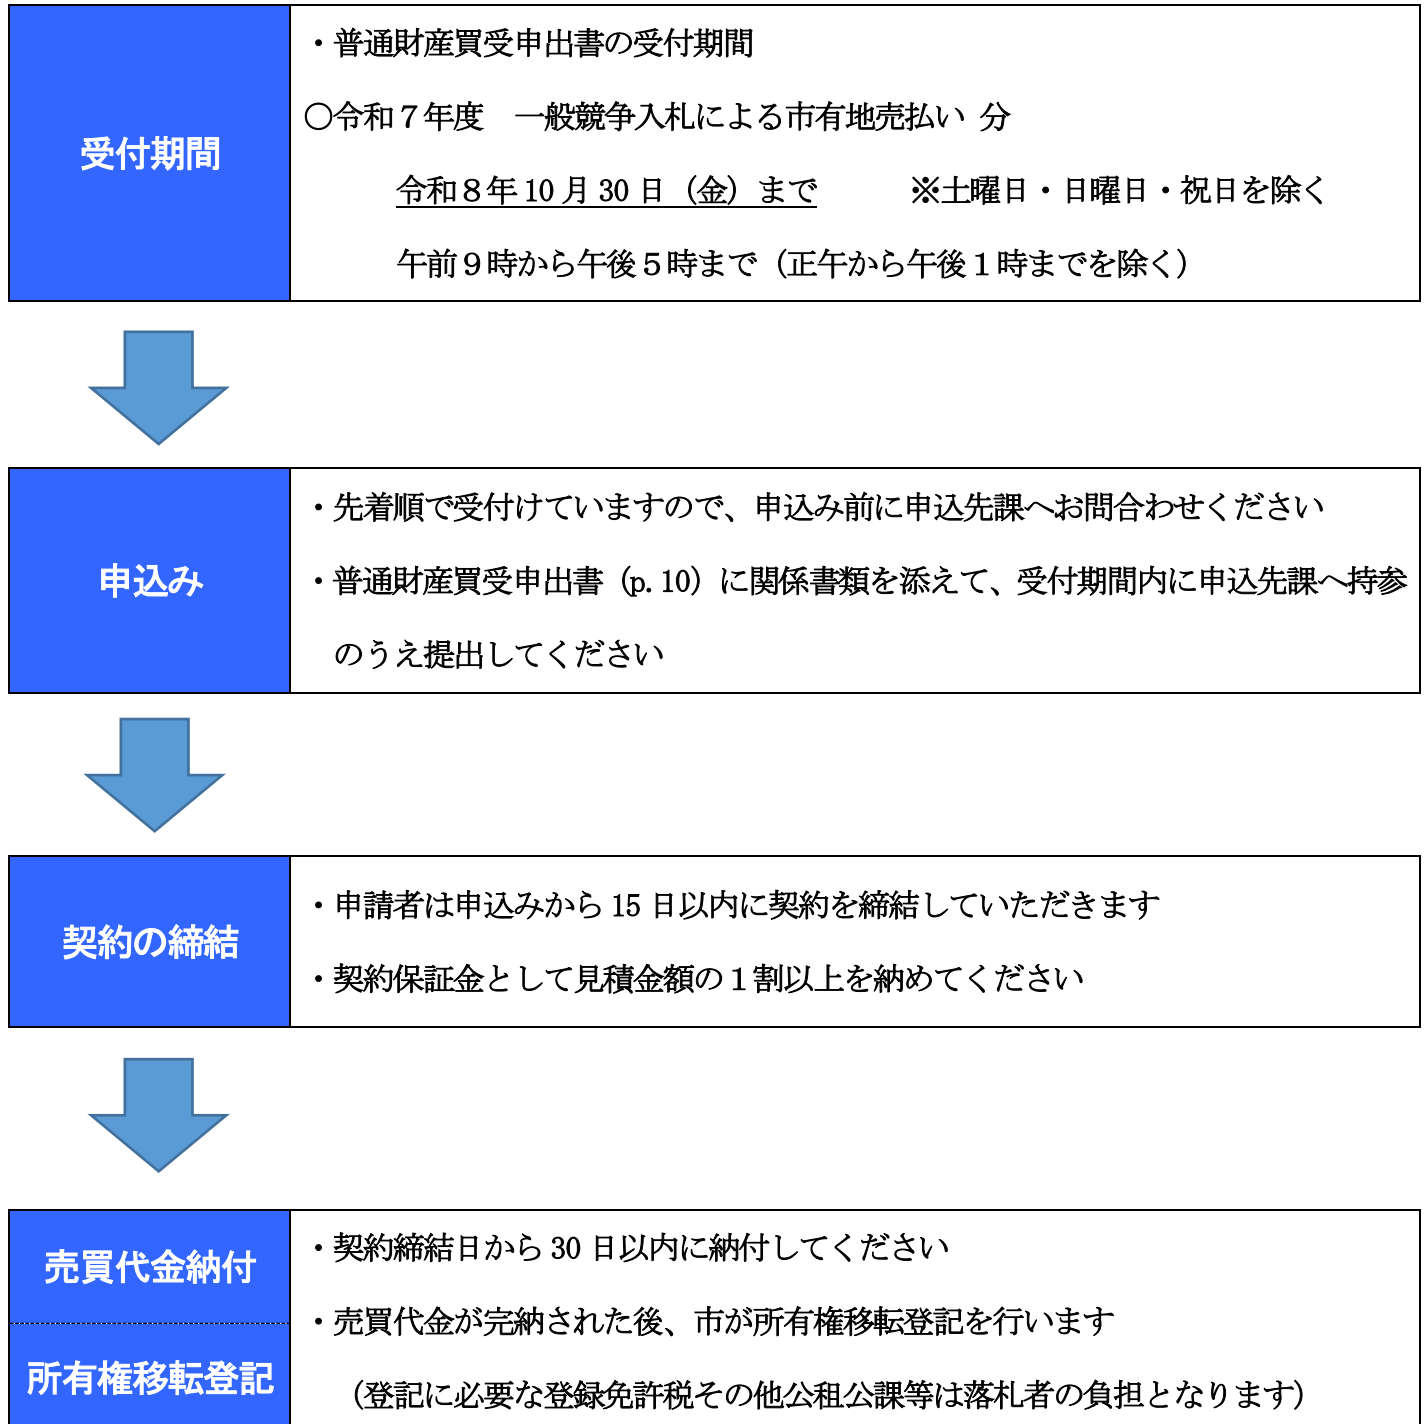 受付期間
・普通財産買受申出書の受付期間
○令和７年度　一般競争入札による市有地売払い 分
令和８年 10 月 30 日（金）まで　　　※土曜日・日曜日・祝日を除く
午前９時から午後５時まで（正午から午後１時までを除く）
申込み
・先着順で受付けていますので、申込み前に申込先課へお問合わせください
・普通財産買受申出書（p. 10）に関係書類を添えて、受付期間内に申込先課へ持参
のうえ提出してください
契約の締結
・申請者は申込みから 15 日以内に契約を締結していただきます
・契約保証金として見積金額の１割以上を納めてください
売買代金納付
所有権移転登記
・契約締結日から 30 日以内に納付してください
・売買代金が完納された後、市が所有権移転登記を行います
（登記に必要な登録免許税その他公租公課等は落札者の負担となります）